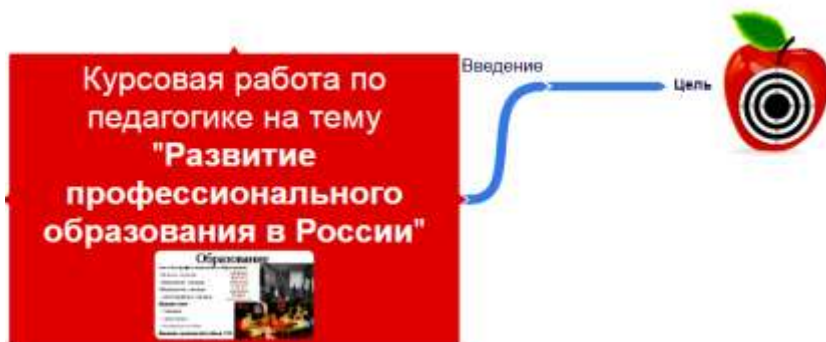 Курсовая работа по
педагогике на тему
"Развитие
профессионального
образования в России"
Образование
Введение
Цель